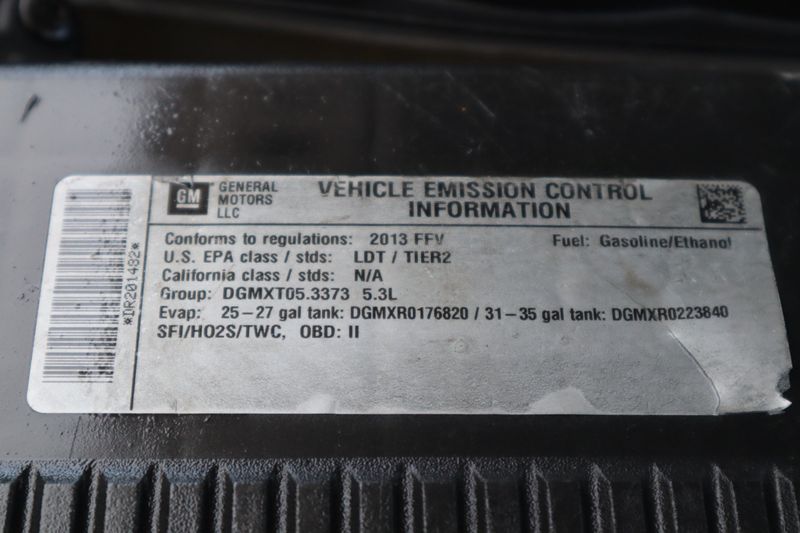 GM
GENERAL MOTORS LLC
VEHICLE EMISSION CONTROL INFORMATION
Conforms to regulations: 2013 FFV
Fuel: Gasoline/Ethanol
U.S. EPA class / stds: LDT / TIER2
California class / stds: N/A
Group: DGMXT05.3373 5.3L
Evap: 25-27 gal tank: DGMXR0176820 / 31-35 gal tank: DGMXR0223840
SFI/HO2S/TWC, OBD: II
*DR201482*